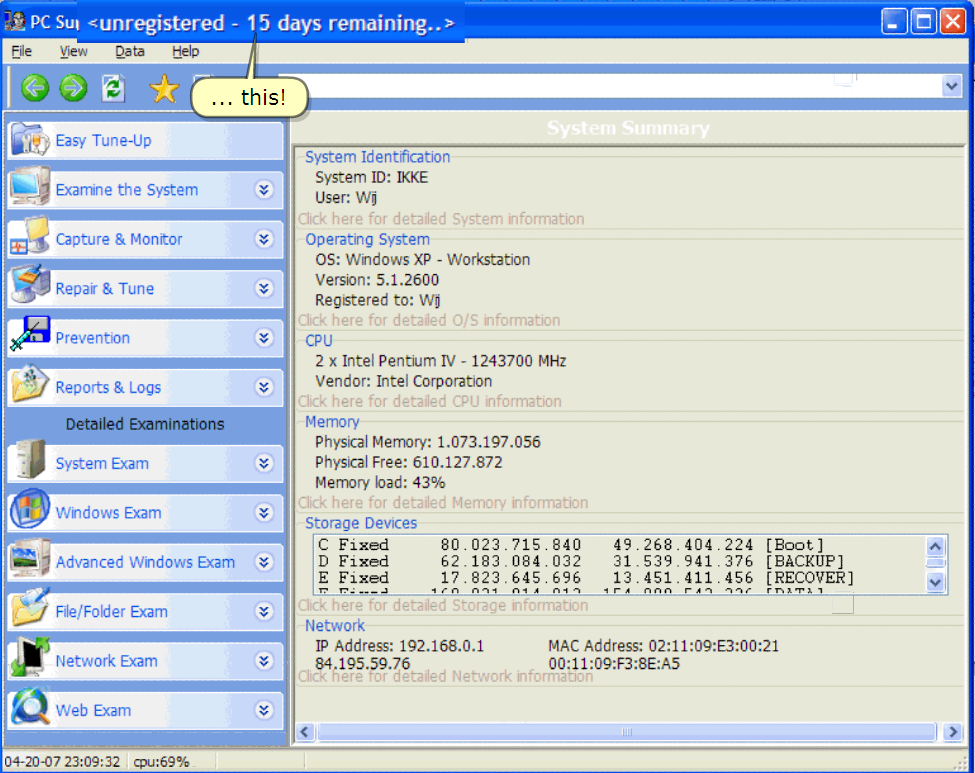 PC Su <unregistered - 15 days remaining..>
File View Data Help
... this!
System Summary
Easy Tune-Up
Examine the System
Capture & Monitor
Repair & Tune
Prevention
Reports & Logs
Detailed Examinations
System Exam
Windows Exam
Advanced Windows Exam
File/Folder Exam
Network Exam
Web Exam
System Identification
System ID: IKKE
User: Wij
Click here for detailed System information
Operating System
OS: Windows XP - Workstation
Version: 5.1.2600
Registered to: Wij
Click here for detailed O/S information
CPU
2 x Intel Pentium IV - 1243700 MHz
Vendor: Intel Corporation
Click here for detailed CPU information
Memory
Physical Memory: 1.073.197.056
Physical Free: 610.127.872
Memory load: 43%
Click here for detailed Memory information
Storage Devices
C Fixed 80.023.715.840 49.268.404.224 [Boot]
D Fixed 62.183.084.032 31.539.941.376 [BACKUP]
E Fixed 17.823.645.696 13.451.411.456 [RECOVER]
Click here for detailed Storage information
Network
IP Address: 192.168.0.1 MAC Address: 02:11:09:E3:00:21
84.195.59.76 00:11:09:F3:8E:A5
Click here for detailed Network information
04-20-07 23:09:32 cpu:69%